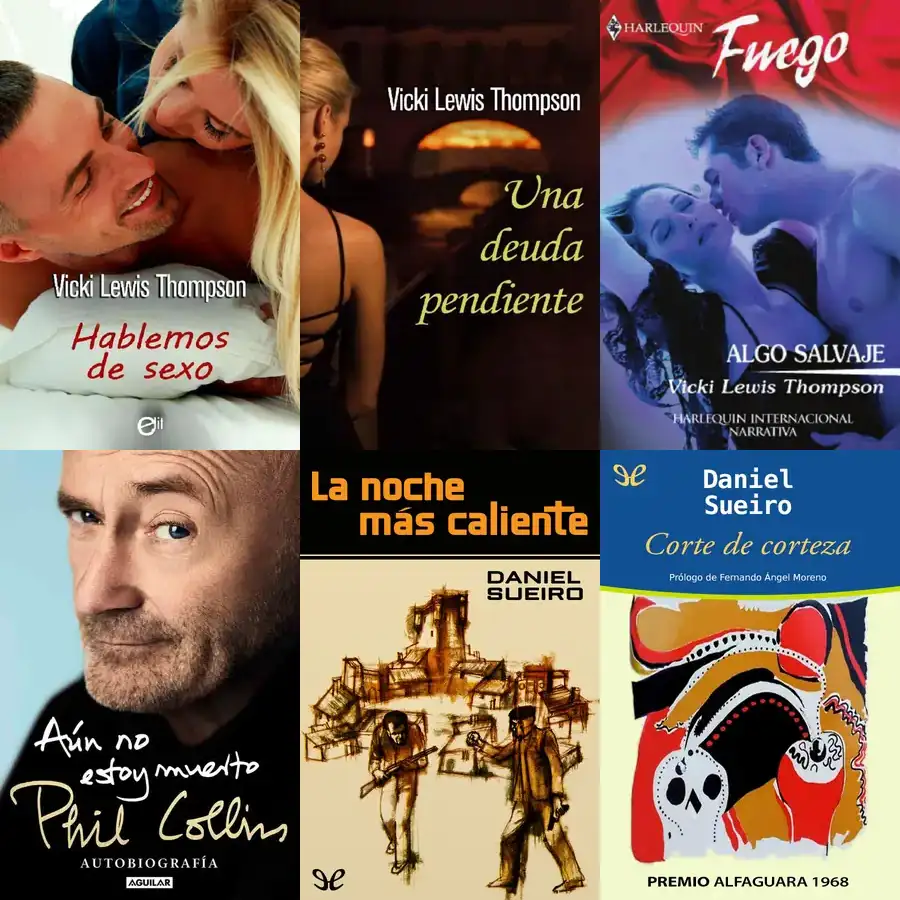 Vicki Lewis Thompson
Hablemos
de sexo
elit
Vicki Lewis Thompson
Una
deuda
pendiente
HARLEQUIN
Fuego
ALGO SALVAJE
Vicki Lewis Thompson
HARLEQUIN INTERNACIONAL
NARRATIVA
Aún no
estoy muerto
Phil Collins
AUTOBIOGRAFÍA
AGUILAR
La noche
más caliente
DANIEL
SUEIRO
Daniel
Sueiro
Corte de corteza
Prólogo de Fernando Ángel Moreno
PREMIO ALFAGUARA 1968